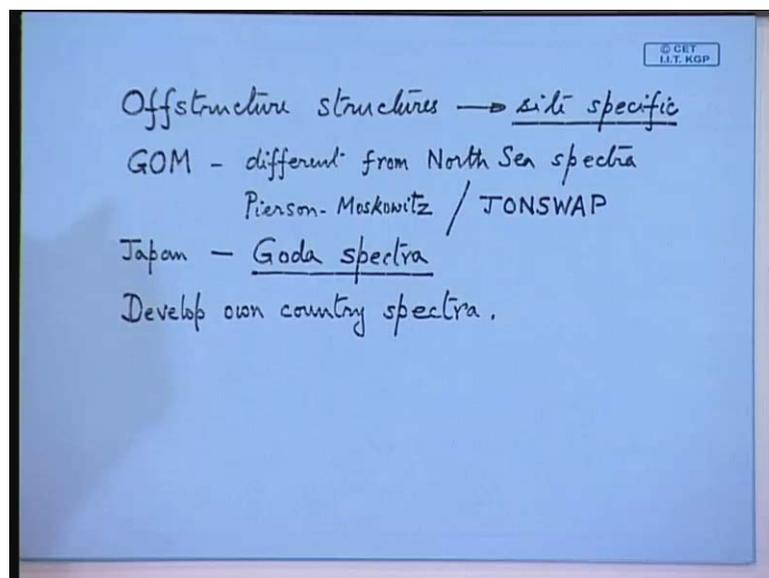 © CET
I.I.T. KGP
Offstructure structures → site specific
GOM - different from North Sea spectra
Pierson-Moskowitz / JONSWAP
Japan - Goda spectra
Develop own country spectra.